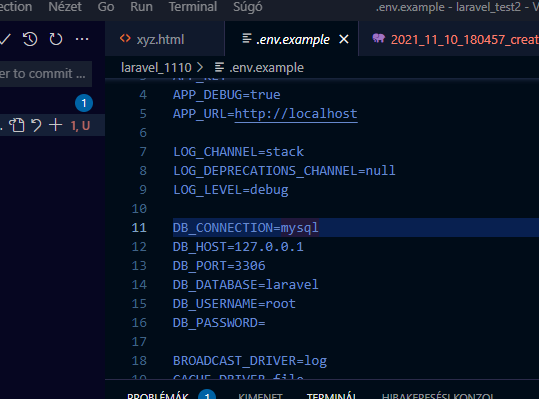 ection Nézet Go Run Terminal Súgó .env.example - laravel_test2 - Vis
xyz.html .env.example 2021_11_10_180457_creat
laravel_1110 > .env.example
er to commit ...
1
1, U
4 APP_DEBUG=true
5 APP_URL=http://localhost
6
7 LOG_CHANNEL=stack
8 LOG_DEPRECATIONS_CHANNEL=null
9 LOG_LEVEL=debug
10
11 DB_CONNECTION=mysql
12 DB_HOST=127.0.0.1
13 DB_PORT=3306
14 DB_DATABASE=laravel
15 DB_USERNAME=root
16 DB_PASSWORD=
17
18 BROADCAST_DRIVER=log
19 CACHE_DRIVER=file
PROBLÉMÁK 1 KIMENET TERMINÁL HIBAKERESÉSI KONZOL